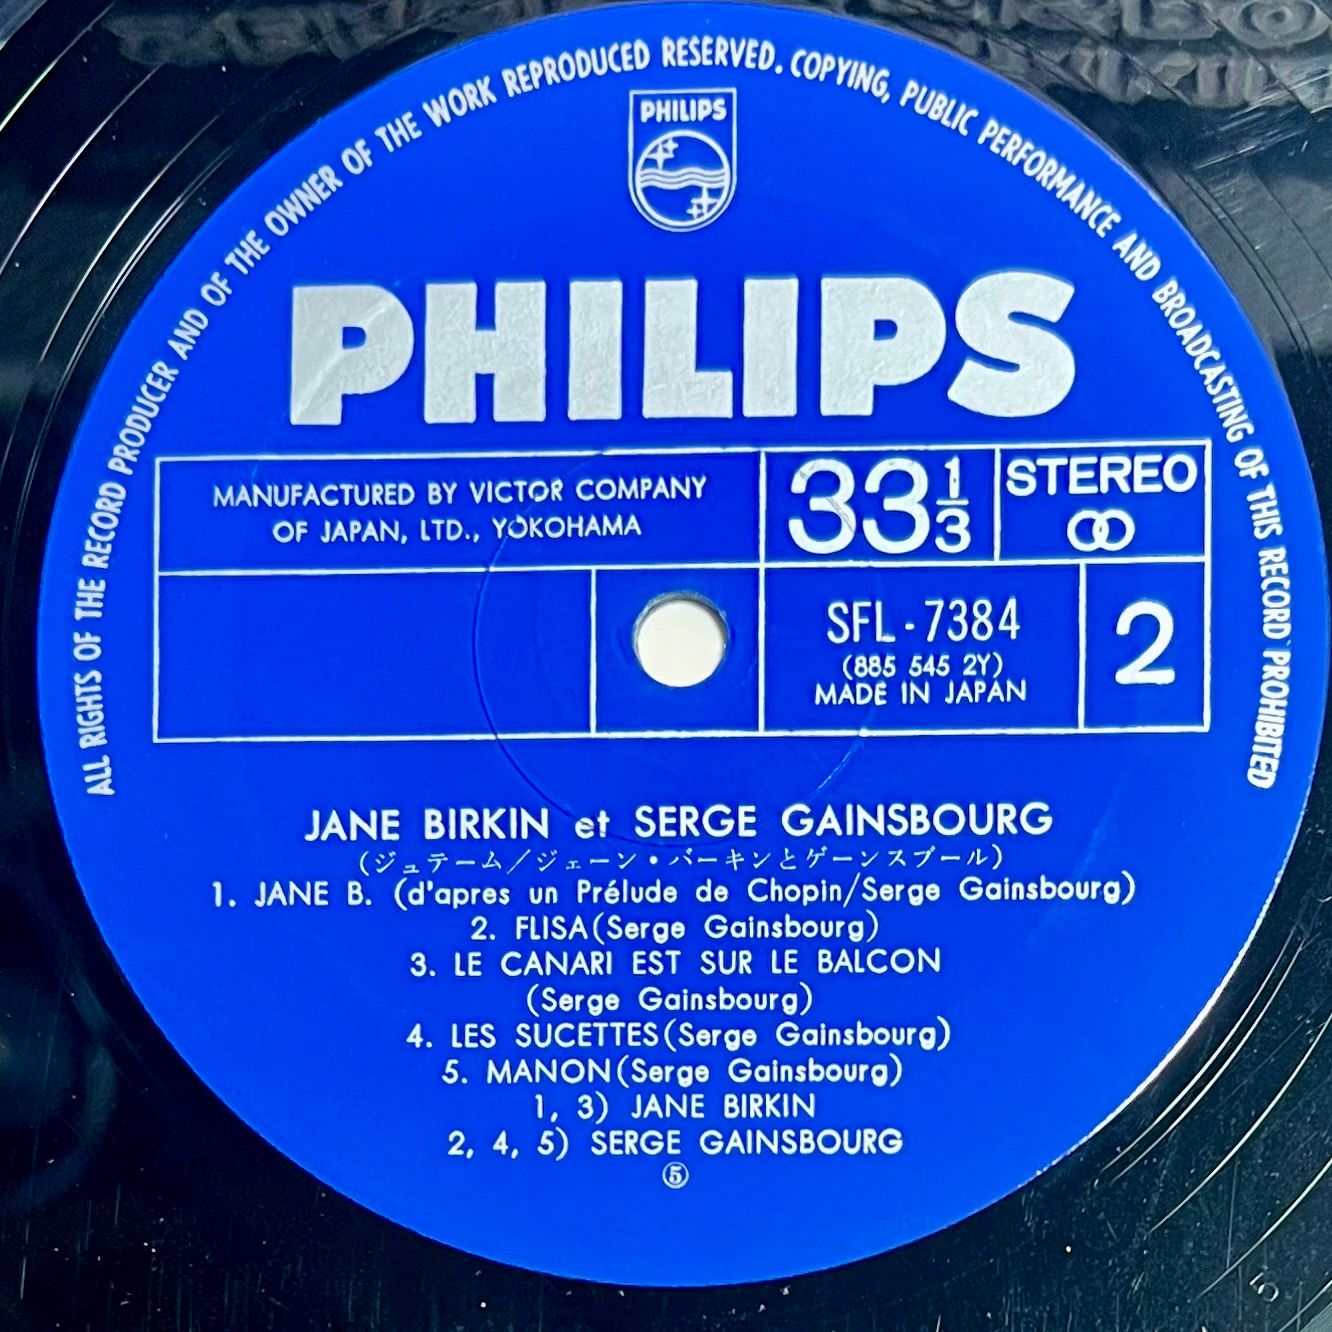 ALL RIGHTS OF THE RECORD PRODUCER AND OF THE OWNER OF THE WORK REPRODUCED RESERVED. COPYING, PUBLIC PERFORMANCE AND BROADCASTING OF THIS RECORD PROHIBITED
PHILIPS
PHILIPS
MANUFACTURED BY VICTOR COMPANY
OF JAPAN, LTD., YOKOHAMA
33 1/3
STEREO
SFL-7384
(885 545 2Y)
MADE IN JAPAN
2
JANE BIRKIN et SERGE GAINSBOURG
(ジュテーム/ジェーン・バーキンとゲーンスブール)
1. JANE B. (d'apres un Prélude de Chopin/Serge Gainsbourg)
2. FLISA(Serge Gainsbourg)
3. LE CANARI EST SUR LE BALCON
(Serge Gainsbourg)
4. LES SUCETTES(Serge Gainsbourg)
5. MANON(Serge Gainsbourg)
1, 3) JANE BIRKIN
2, 4, 5) SERGE GAINSBOURG
⑤